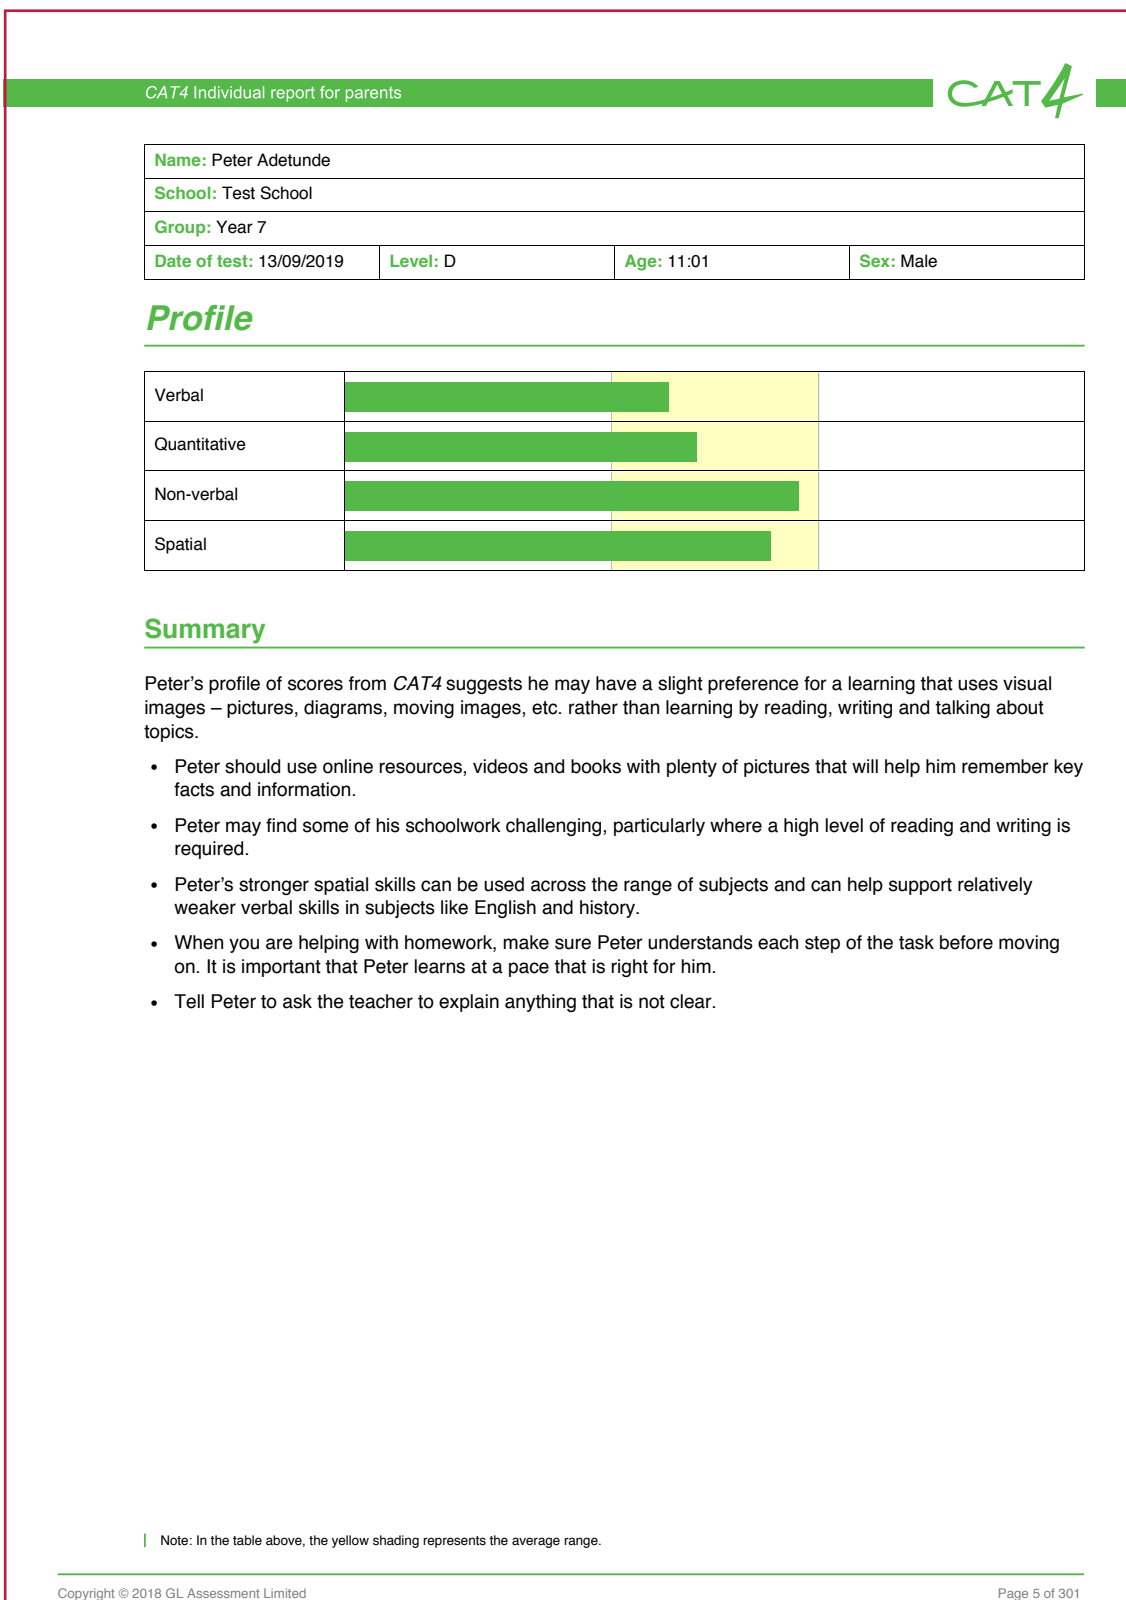 CAT4 Individual report for parents
CAT4
Name: Peter Adetunde
School: Test School
Group: Year 7
Date of test: 13/09/2019 Level: D Age: 11:01 Sex: Male
Profile
Verbal
Quantitative
Non-verbal
Spatial
Summary
Peter’s profile of scores from CAT4 suggests he may have a slight preference for a learning that uses visual
images – pictures, diagrams, moving images, etc. rather than learning by reading, writing and talking about
topics.
• Peter should use online resources, videos and books with plenty of pictures that will help him remember key
facts and information.
• Peter may find some of his schoolwork challenging, particularly where a high level of reading and writing is
required.
• Peter’s stronger spatial skills can be used across the range of subjects and can help support relatively
weaker verbal skills in subjects like English and history.
• When you are helping with homework, make sure Peter understands each step of the task before moving
on. It is important that Peter learns at a pace that is right for him.
• Tell Peter to ask the teacher to explain anything that is not clear.
Note: In the table above, the yellow shading represents the average range.
Copyright © 2018 GL Assessment Limited Page 5 of 301